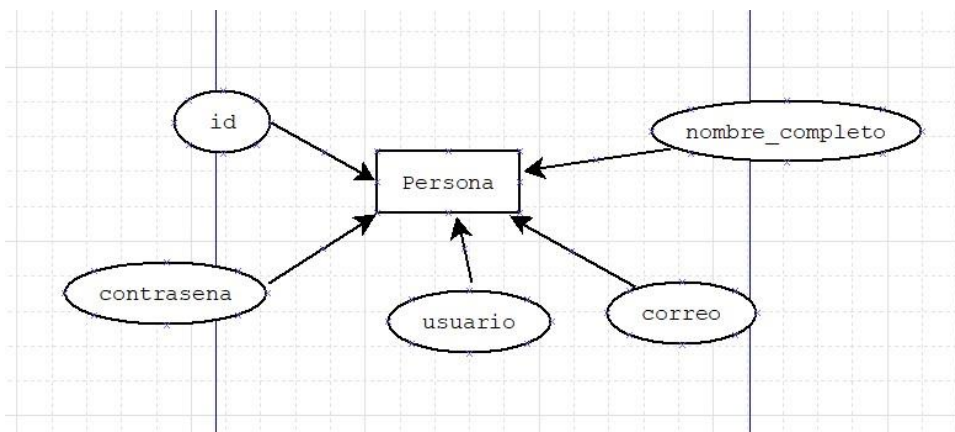 id
nombre_completo
Persona
contrasena
usuario
correo